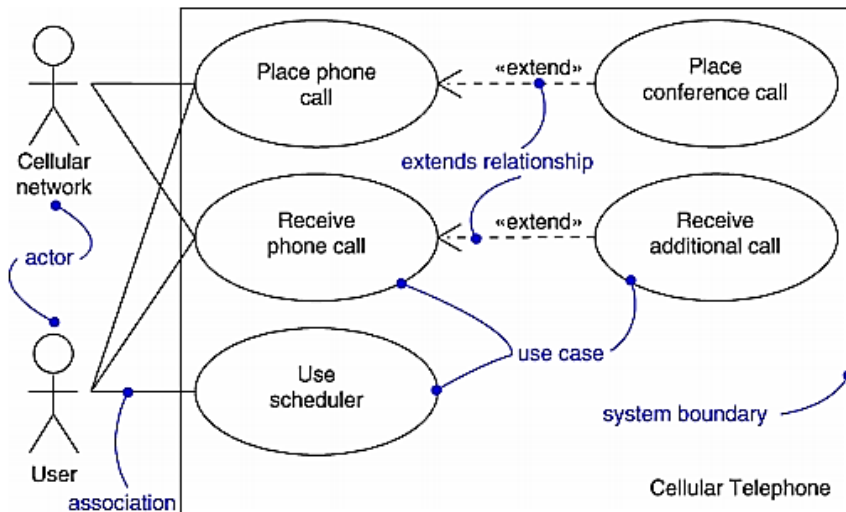 Place phone
call
«extend»
Place
conference call
Cellular
network
extends relationship
Receive
phone call
«extend»
Receive
additional call
actor
use case
Use
scheduler
system boundary
User
association
Cellular Telephone